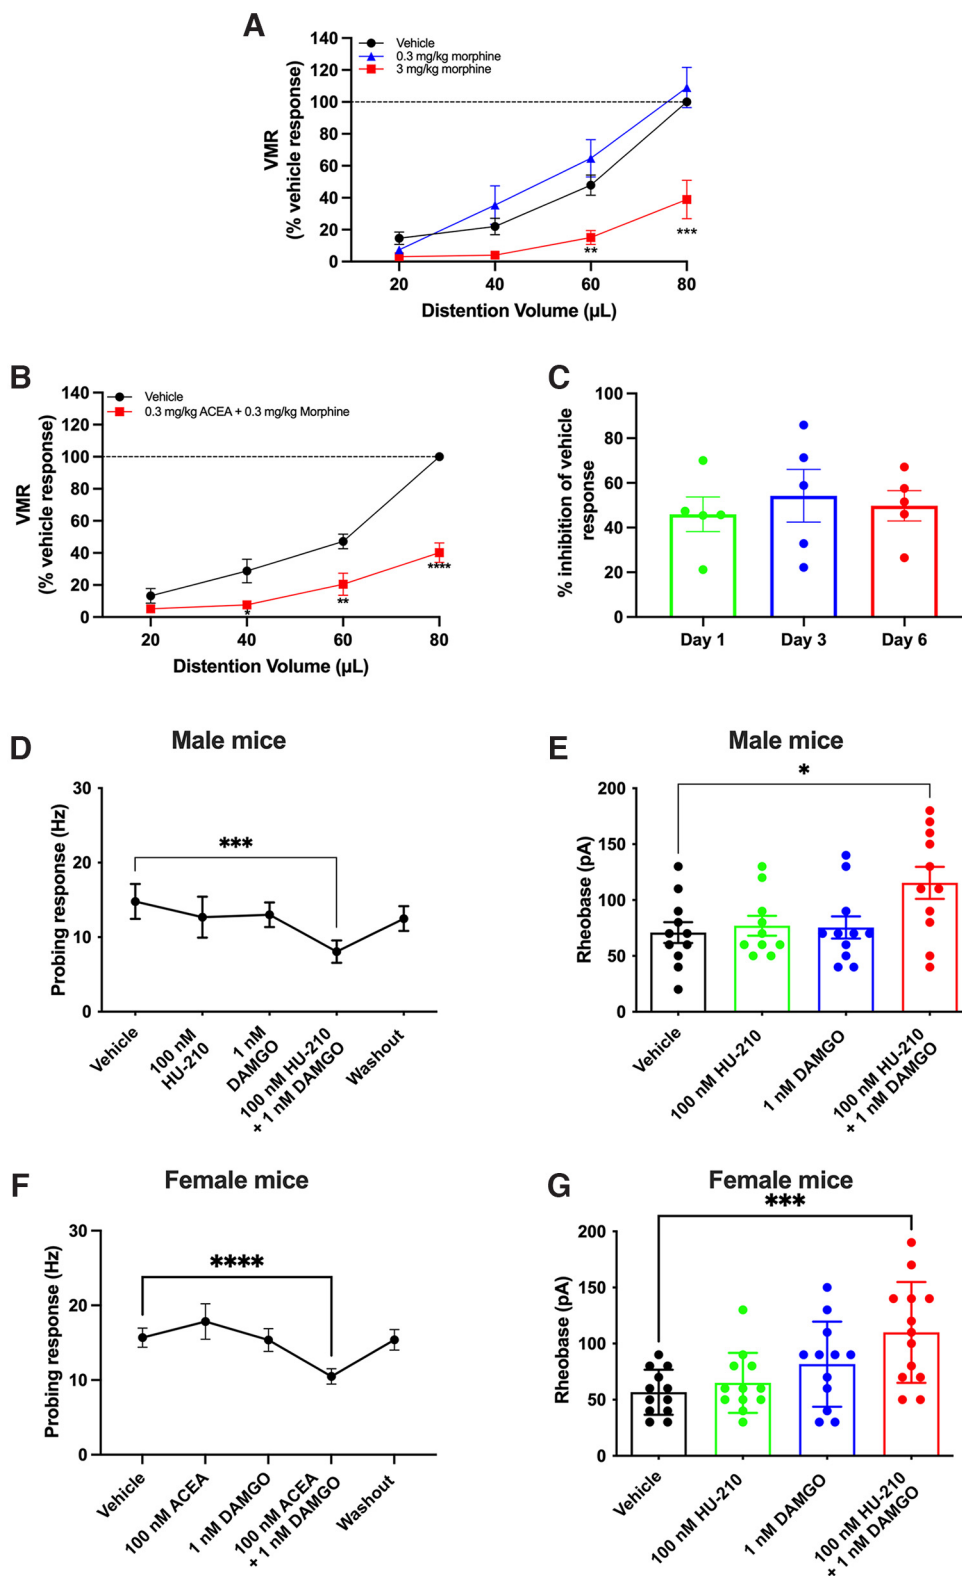 A
VMR
(% vehicle response)
140
120
100
80
60
40
20
0
Vehicle
0.3 mg/kg morphine
3 mg/kg morphine
**
***
20 40 60 80
Distention Volume (µL)
B
VMR
(% vehicle response)
140
120
100
80
60
40
20
0
Vehicle
0.3 mg/kg ACEA + 0.3 mg/kg Morphine
*
**
****
20 40 60 80
Distention Volume (µL)
C
% inhibition of vehicle
response
100
80
60
40
20
0
Day 1 Day 3 Day 6
D
Male mice
Probing response (Hz)
30
20
10
0
***
Vehicle
100 nM
HU-210
1 nM
DAMGO
100 nM HU-210
+ 1 nM DAMGO
Washout
E
Male mice
Rheobase (pA)
200
150
100
50
0
*
Vehicle
100 nM HU-210
1 nM DAMGO
100 nM HU-210
+ 1 nM DAMGO
F
Female mice
Probing response (Hz)
30
20
10
0
****
Vehicle
100 nM ACEA
1 nM DAMGO
100 nM ACEA
+ 1 nM DAMGO
Washout
G
Female mice
Rheobase (pA)
200
150
100
50
0
***
Vehicle
100 nM HU-210
1 nM DAMGO
100 nM HU-210
+ 1 nM DAMGO